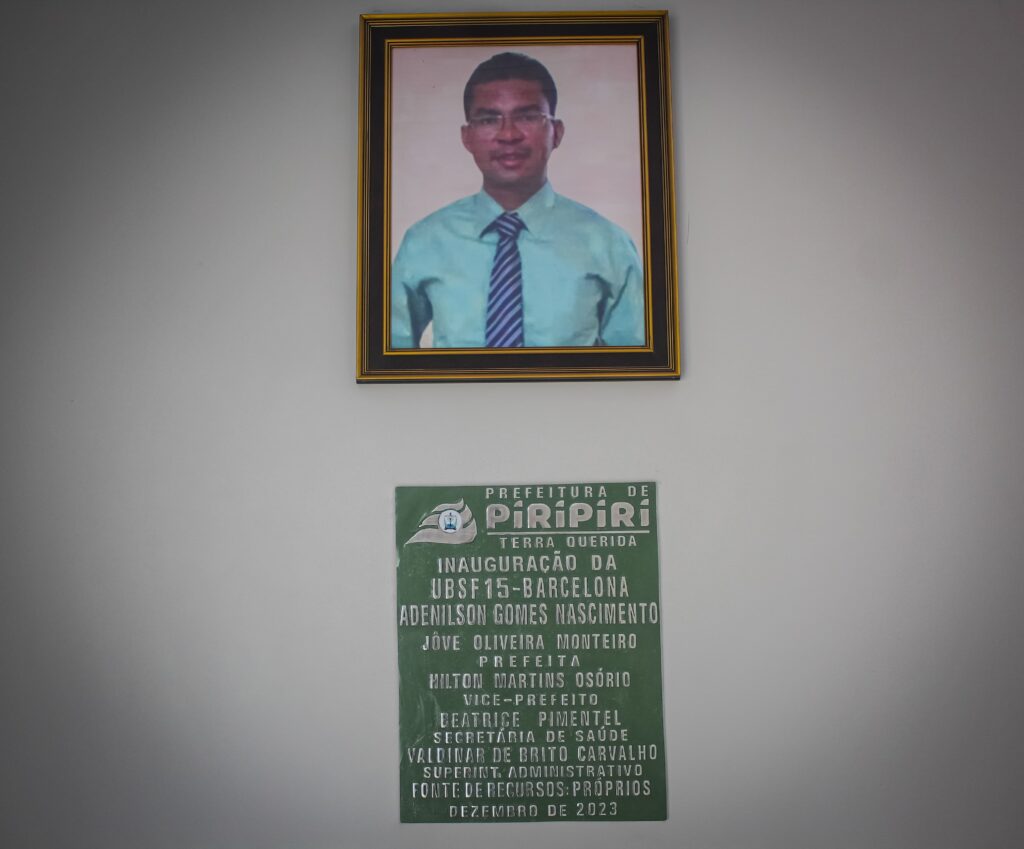 PREFEITURA DE
PIRIPIRI
TERRA QUERIDA
INAUGURAÇÃO DA
UBSF15-BARCELONA
ADENILSON GOMES NASCIMENTO
JÔVE OLIVEIRA MONTEIRO
PREFEITA
HILTON MARTINS OSÓRIO
VICE-PREFEITO
BEATRICE PIMENTEL
SECRETÁRIA DE SAÚDE
VALDINAR DE BRITO CARVALHO
SUPERINT. ADMINISTRATIVO
FONTE DE RECURSOS: PRÓPRIOS
DEZEMBRO DE 2023